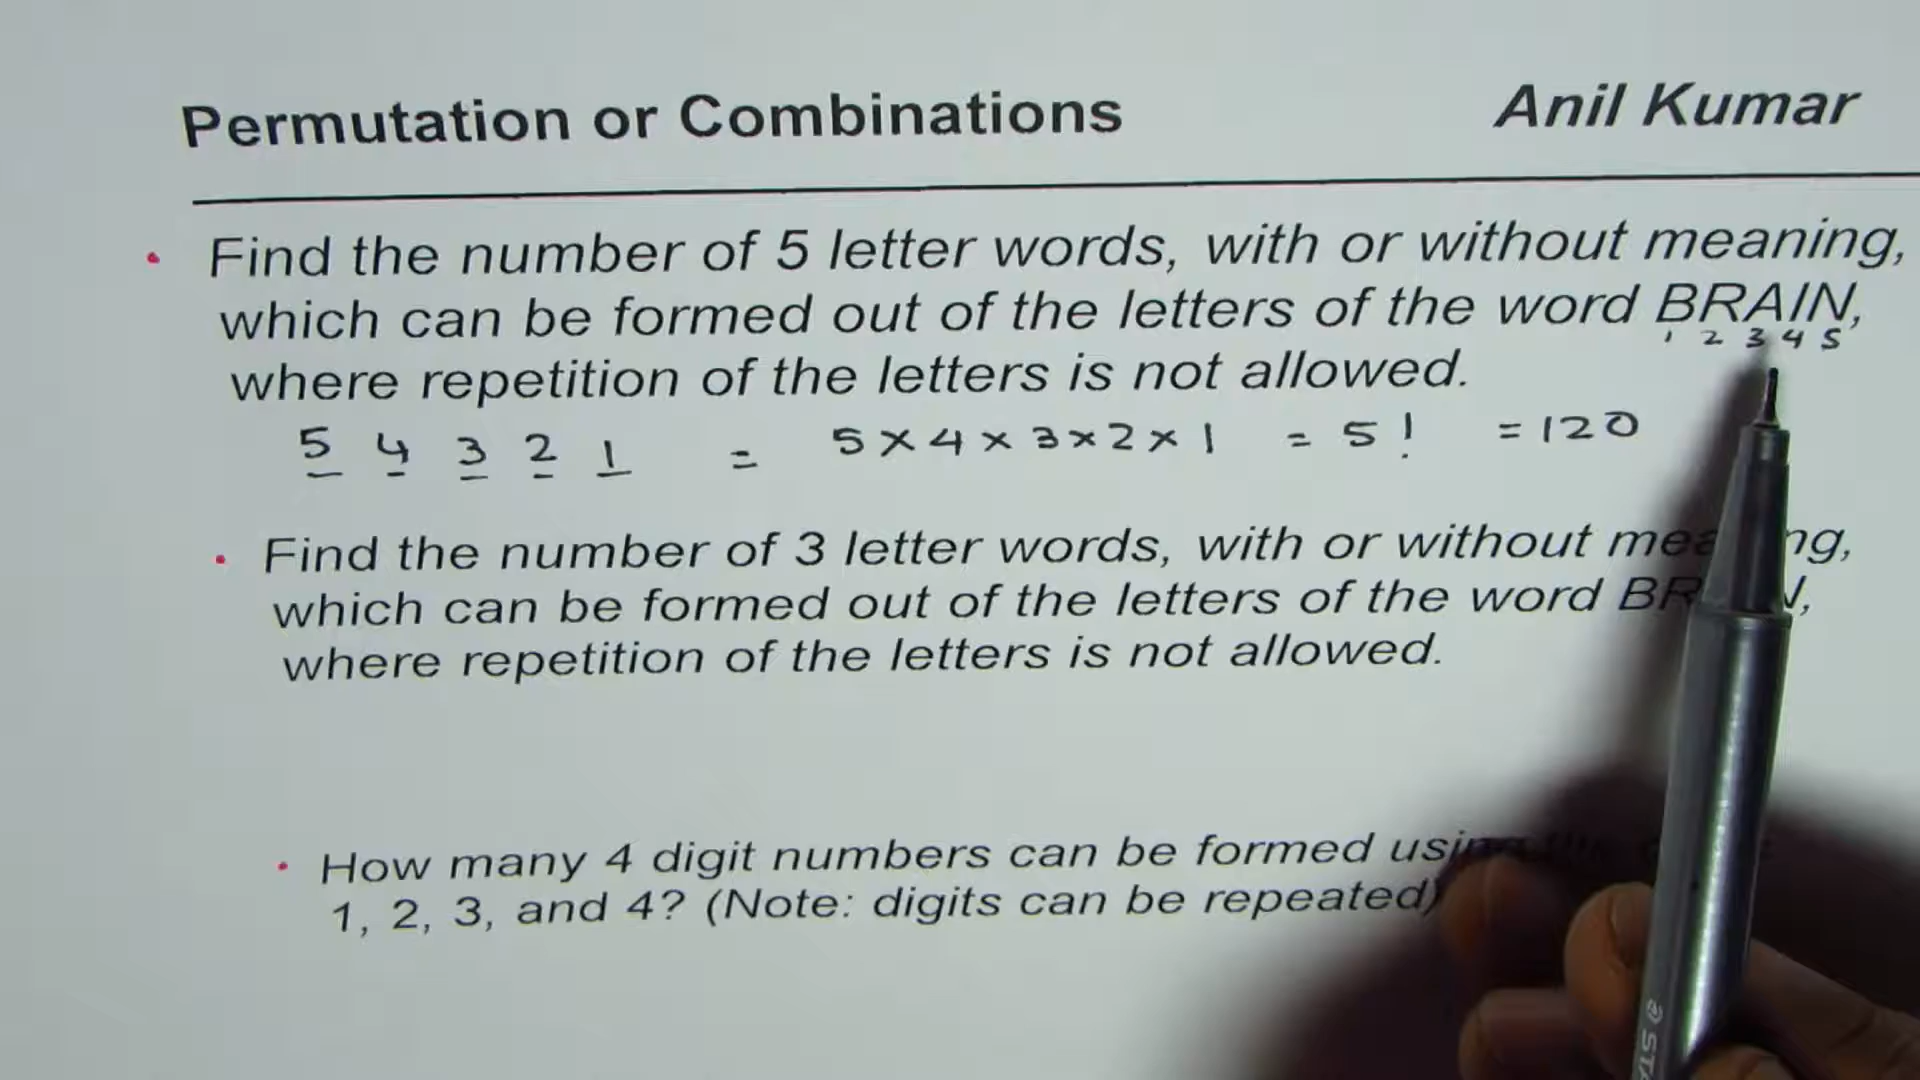 Permutation or Combinations
Anil Kumar
• Find the number of 5 letter words, with or without meaning,
which can be formed out of the letters of the word BRAIN,
1 2 3 4 5
where repetition of the letters is not allowed.
5 4 3 2 1 = 5 × 4 × 3 × 2 × 1 = 5! = 120
• Find the number of 3 letter words, with or without
which can be formed out of the letters of the word
where repetition of the letters is not allowed.
• How many 4 digit numbers can be formed using
1, 2, 3, and 4? (Note: digits can be repeated)